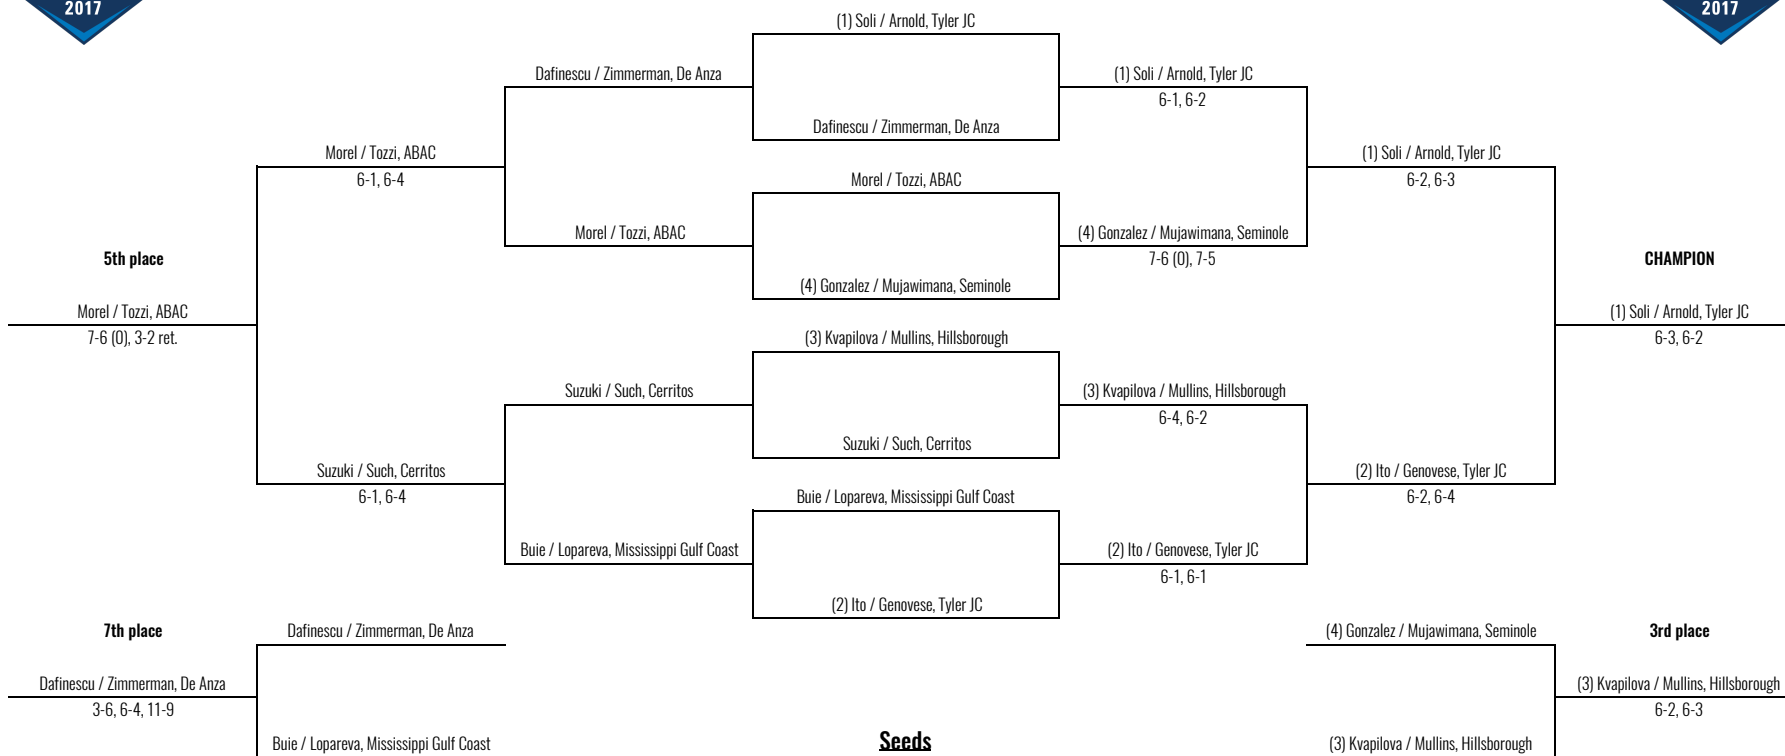 2017
2017
(1) Soli / Arnold, Tyler JC
Dafinescu / Zimmerman, De Anza
(1) Soli / Arnold, Tyler JC
6-1, 6-2
Dafinescu / Zimmerman, De Anza
Morel / Tozzi, ABAC
6-1, 6-4
(1) Soli / Arnold, Tyler JC
6-2, 6-3
Morel / Tozzi, ABAC
Morel / Tozzi, ABAC
(4) Gonzalez / Mujawimana, Seminole
7-6 (0), 7-5
5th place
CHAMPION
(4) Gonzalez / Mujawimana, Seminole
Morel / Tozzi, ABAC
7-6 (0), 3-2 ret.
(1) Soli / Arnold, Tyler JC
6-3, 6-2
(3) Kvapilova / Mullins, Hillsborough
Suzuki / Such, Cerritos
(3) Kvapilova / Mullins, Hillsborough
6-4, 6-2
Suzuki / Such, Cerritos
Suzuki / Such, Cerritos
6-1, 6-4
(2) Ito / Genovese, Tyler JC
6-2, 6-4
Buie / Lopareva, Mississippi Gulf Coast
Buie / Lopareva, Mississippi Gulf Coast
(2) Ito / Genovese, Tyler JC
6-1, 6-1
(2) Ito / Genovese, Tyler JC
7th place
Dafinescu / Zimmerman, De Anza
(4) Gonzalez / Mujawimana, Seminole
3rd place
Dafinescu / Zimmerman, De Anza
3-6, 6-4, 11-9
(3) Kvapilova / Mullins, Hillsborough
6-2, 6-3
Buie / Lopareva, Mississippi Gulf Coast
Seeds
(3) Kvapilova / Mullins, Hillsborough